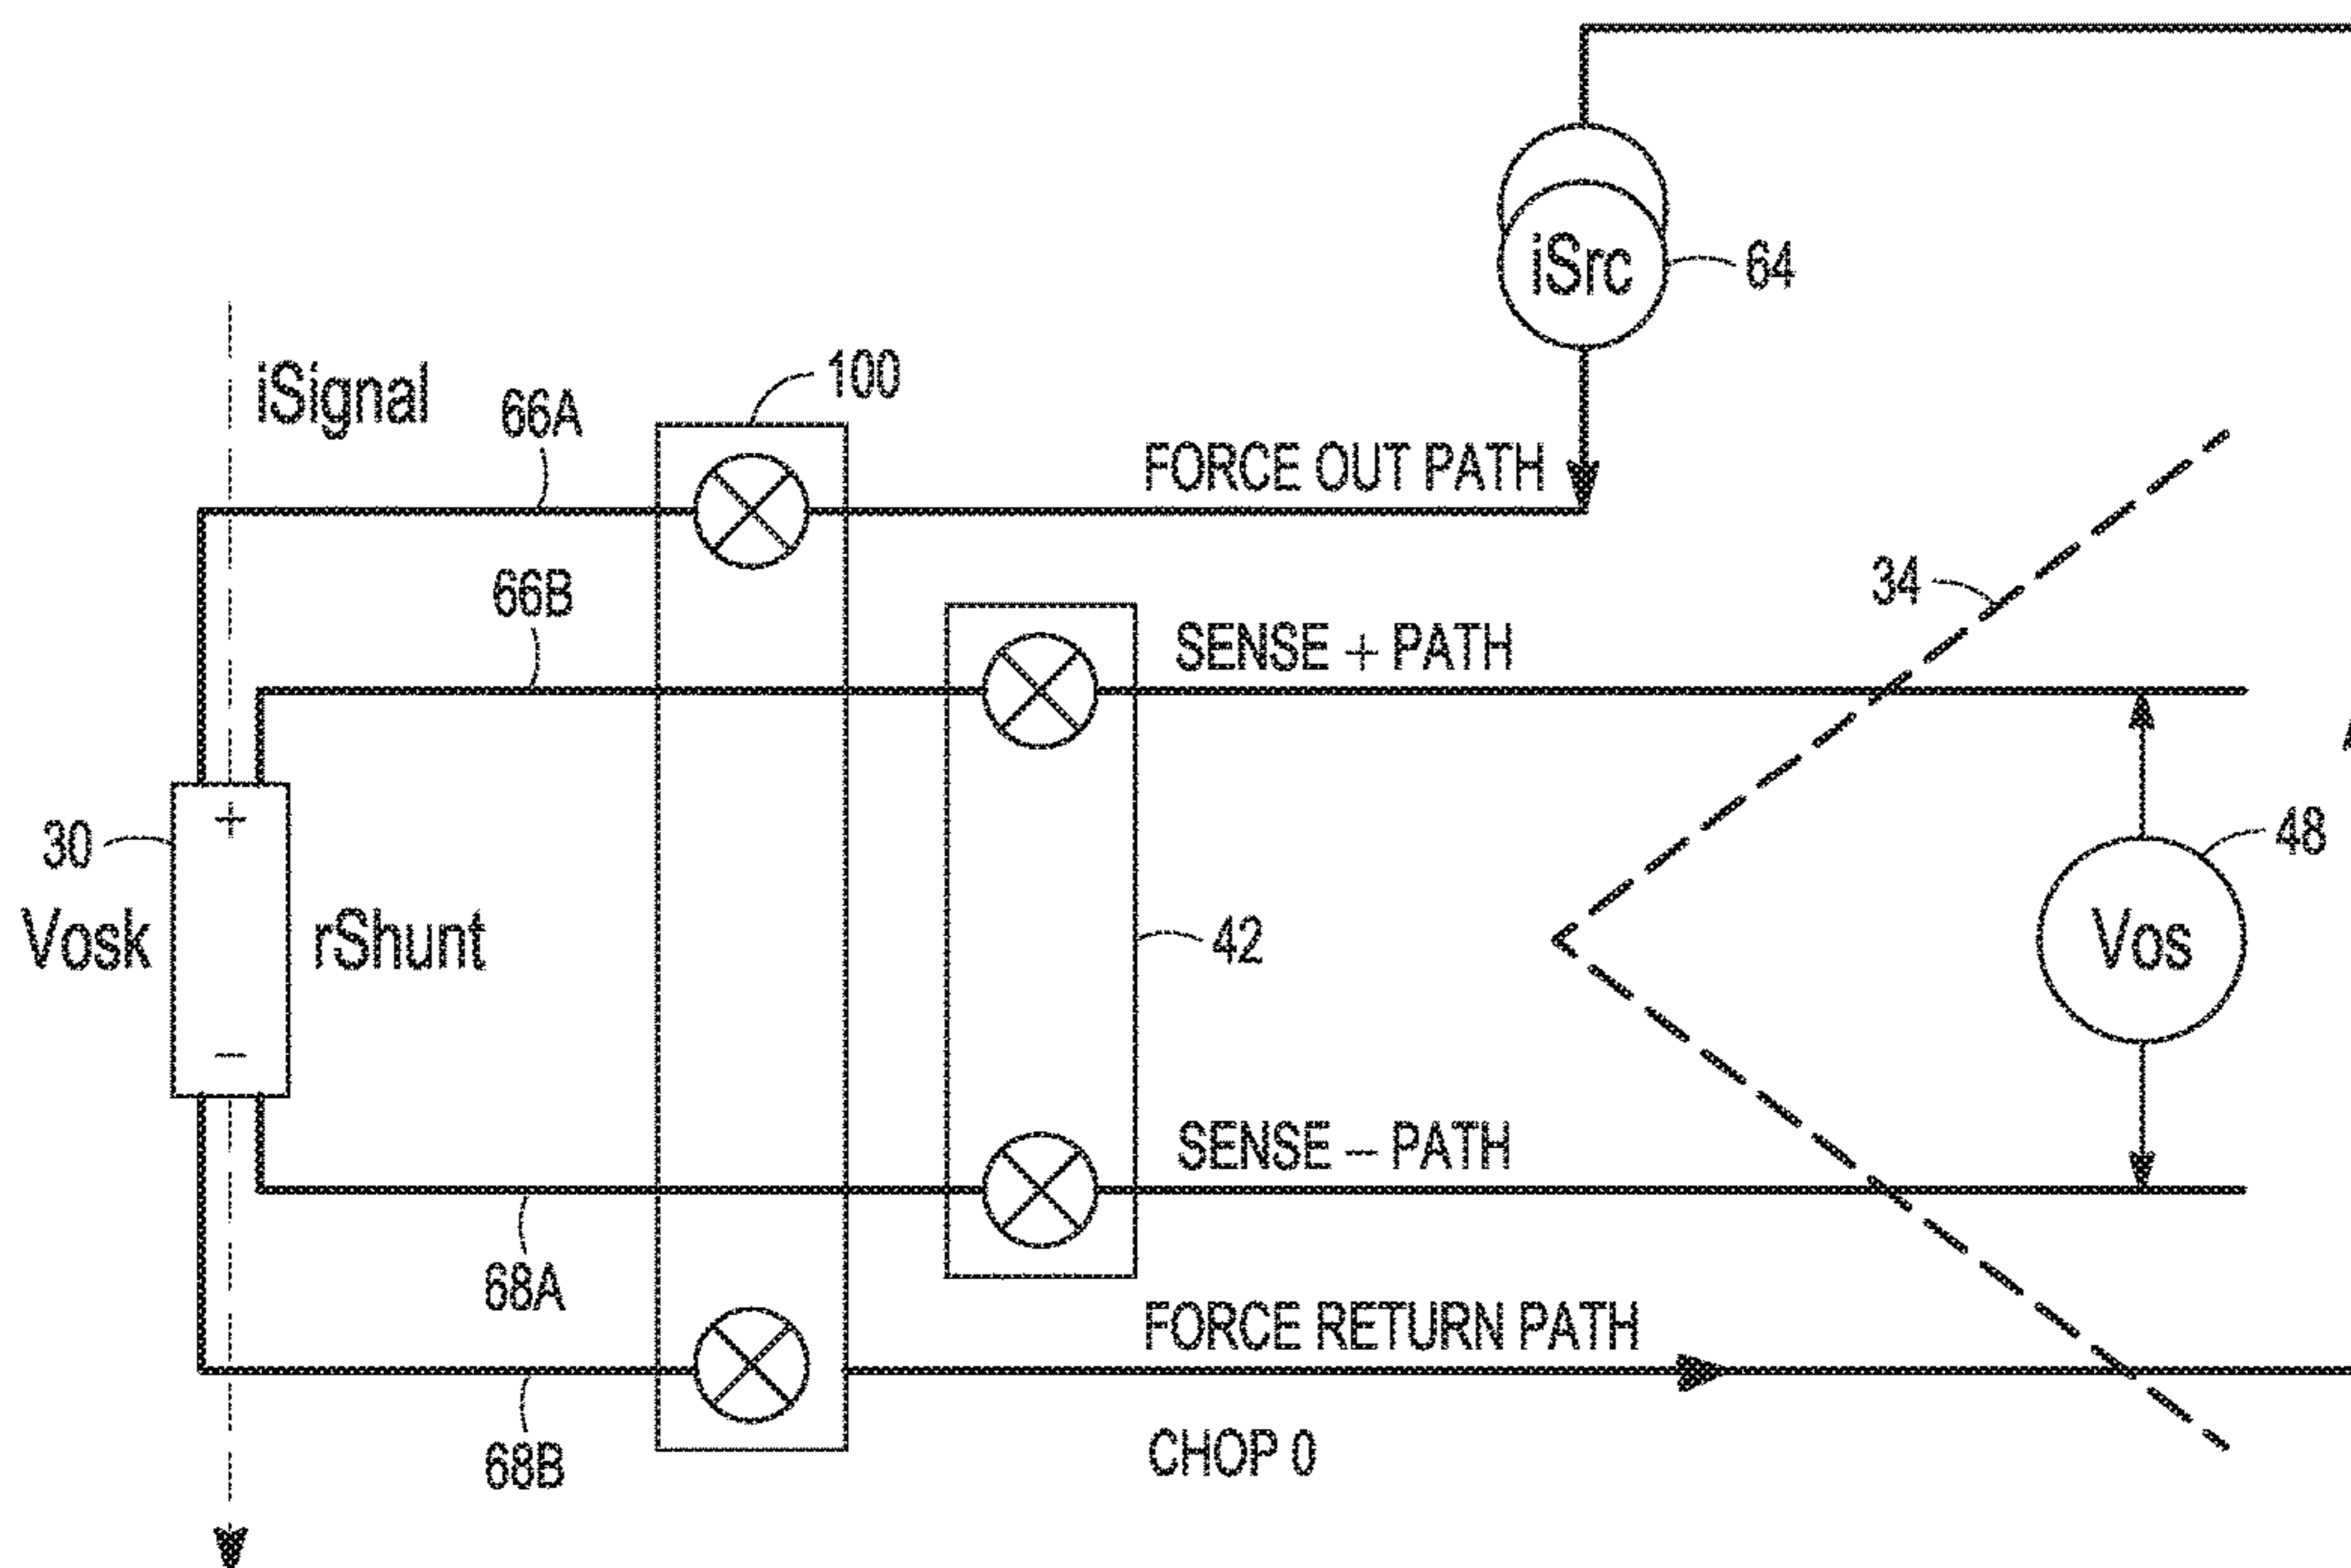 iSrc
64
iSignal
100
66A
FORCE OUT PATH
66B
34
SENSE + PATH
+
30
48
Vosk
rShunt
42
Vos
−
SENSE − PATH
68A
FORCE RETURN PATH
68B
CHOP 0